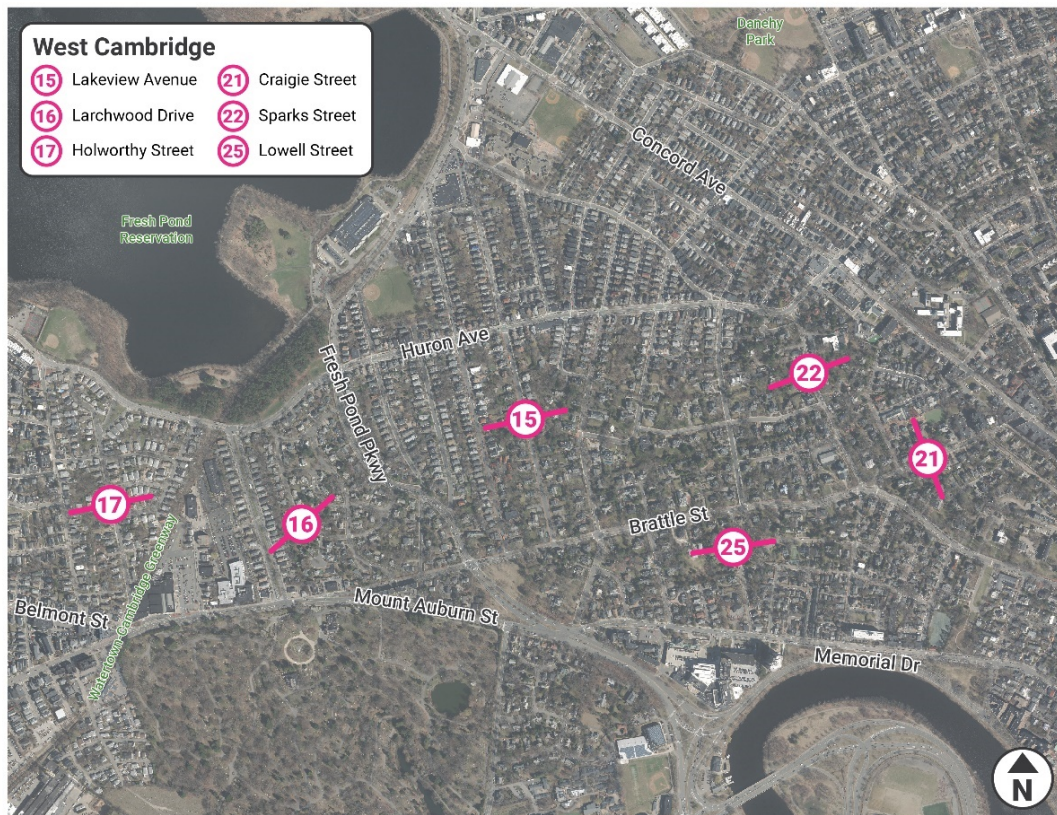 West Cambridge
15 Lakeview Avenue
16 Larchwood Drive
17 Holworthy Street
21 Craigie Street
22 Sparks Street
25 Lowell Street
Danehy
Park
Concord Ave
Fresh Pond
Reservation
Huron Ave
Fresh Pond Pkwy
22
15
21
17
16
Brattle St
25
Watertown-Cambridge Greenway
Belmont St
Mount Auburn St
Memorial Dr
N